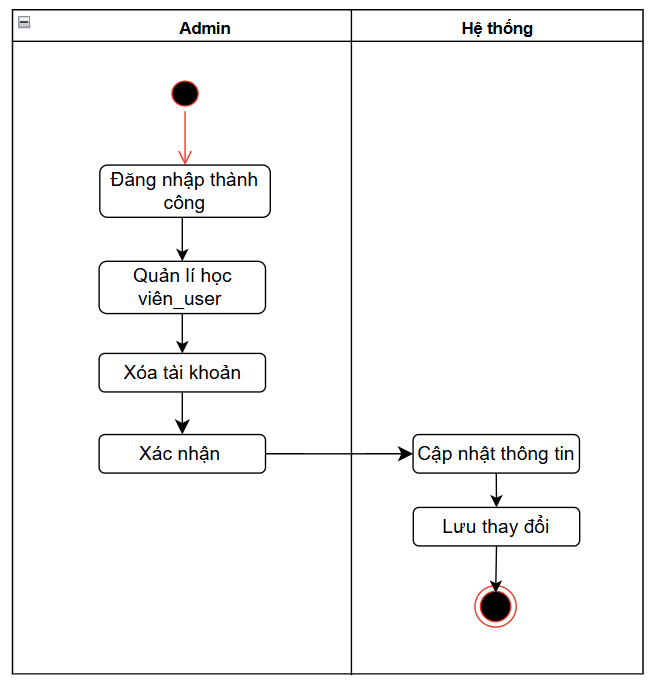 Admin
Hệ thống
Đăng nhập thành
công
Quản lí học
viên_user
Xóa tài khoản
Xác nhận
Cập nhật thông tin
Lưu thay đổi